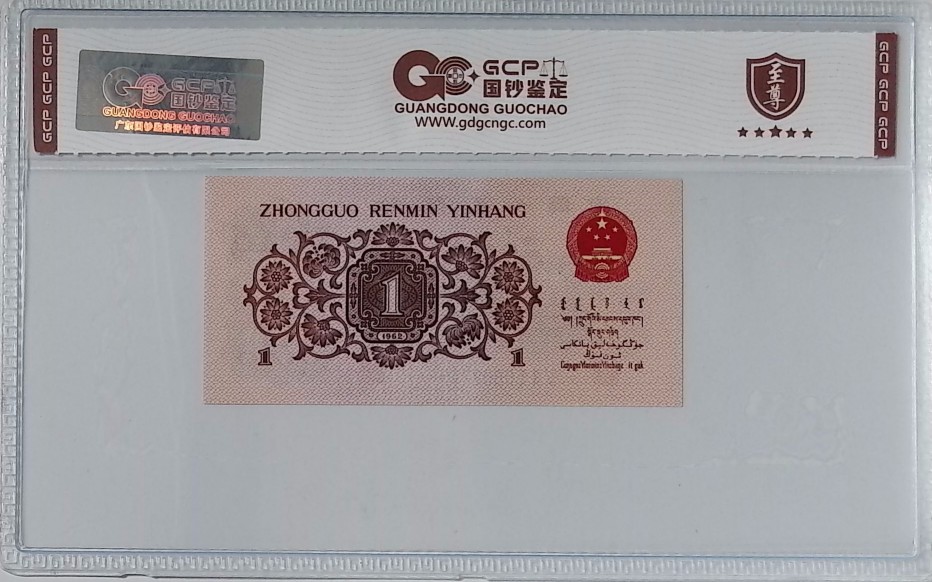 GCP GCP GCP
GCP
国钞鉴定
GUANGDONG GUOCHAO
广东国钞鉴定评估有限公司
GCP
国钞鉴定
GUANGDONG GUOCHAO
www.gdgcngc.com
至尊
GCP GCP GCP
ZHONGGUO RENMIN YINHANG
1
(1962)
1 1